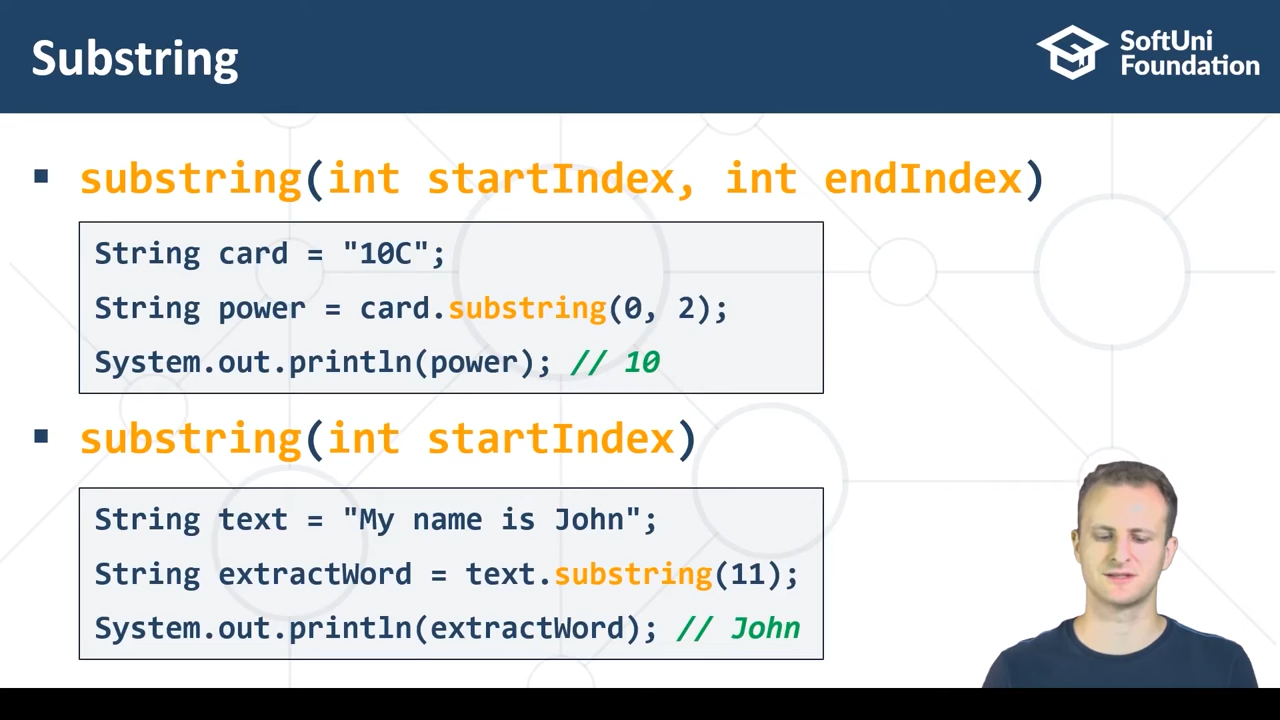 Substring
SoftUni
Foundation
▪ substring(int startIndex, int endIndex)
String card = "10C";
String power = card.substring(0, 2);
System.out.println(power); // 10
▪ substring(int startIndex)
String text = "My name is John";
String extractWord = text.substring(11);
System.out.println(extractWord); // John